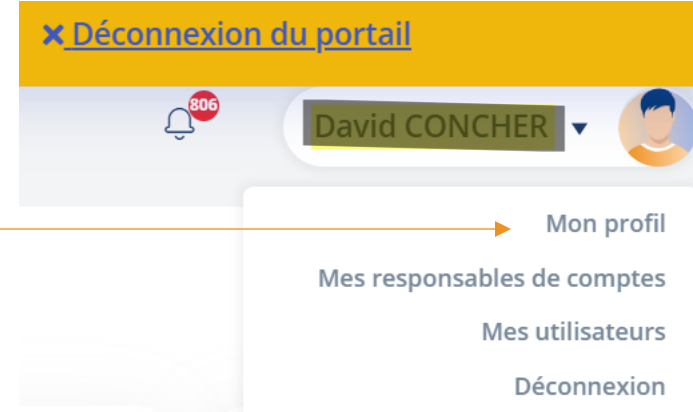 × Déconnexion du portail
806
David CONCHER
Mon profil
Mes responsables de comptes
Mes utilisateurs
Déconnexion